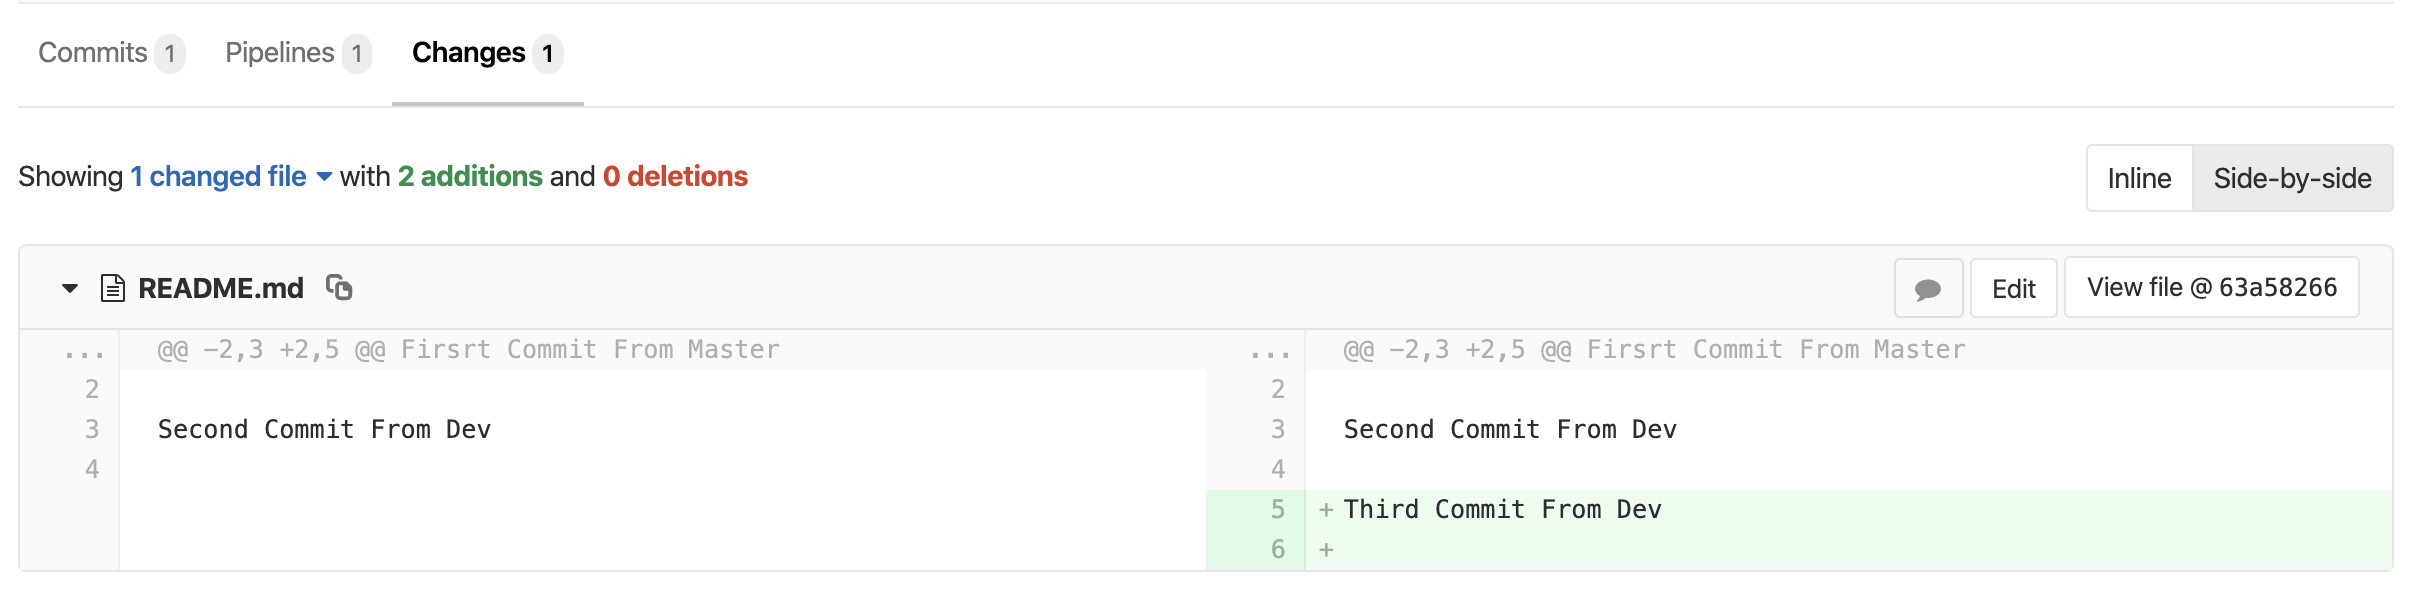 Commits 1 Pipelines 1 Changes 1
Showing 1 changed file with 2 additions and 0 deletions
Inline Side-by-side
README.md
Edit View file @ 63a58266
... @@ -2,3 +2,5 @@ Firsrt Commit From Master ... @@ -2,3 +2,5 @@ Firsrt Commit From Master
2 2
3 Second Commit From Dev 3 Second Commit From Dev
4 4
5 + Third Commit From Dev
6 +